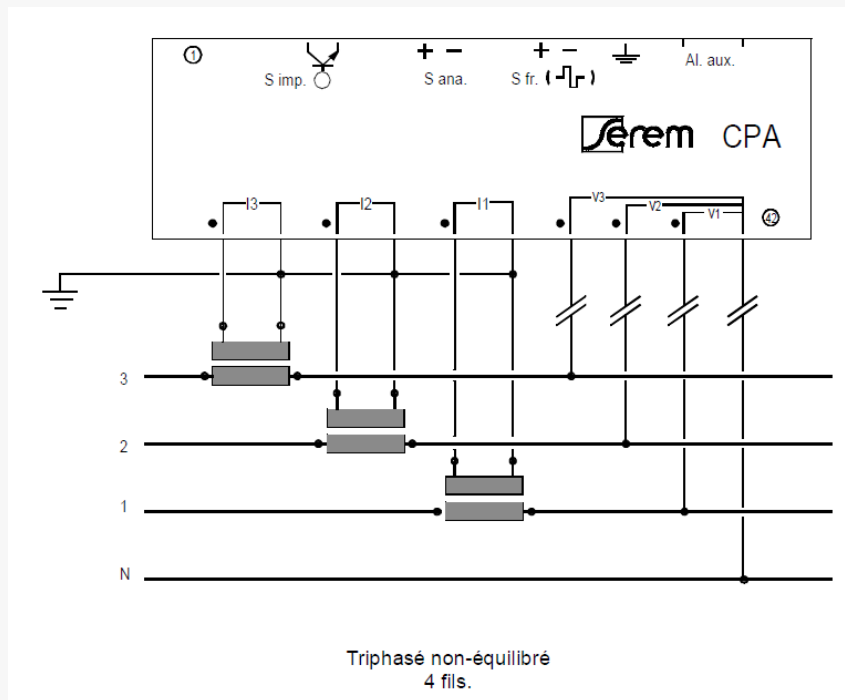 1
S imp.
+ -
S ana.
+ -
S fr. ( )
Al. aux.
Serem CPA
I3
I2
I1
V3
V2
V1
42
3
2
1
N
Triphasé non-équilibré
4 fils.